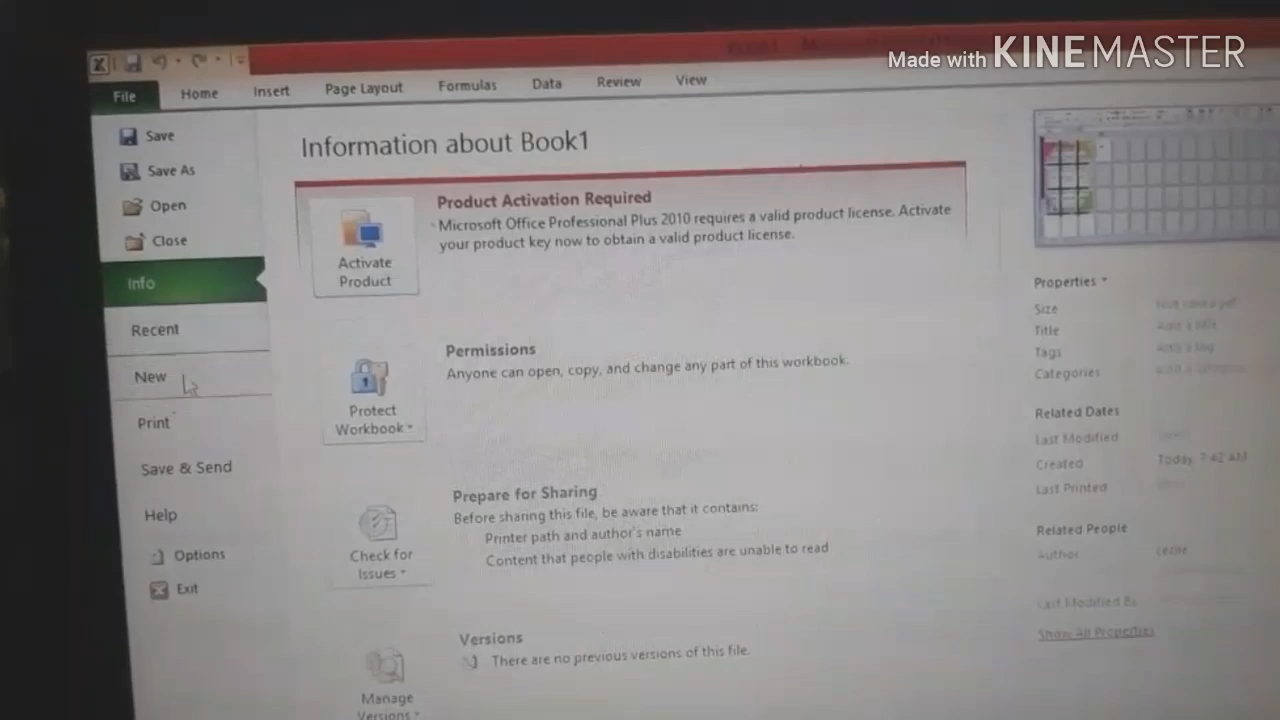 Made with KINEMASTER
File Home Insert Page Layout Formulas Data Review View
Save
Save As
Open
Close
Info
Recent
New
Print
Save & Send
Help
Options
Exit
Information about Book1
Activate Product
Product Activation Required
Microsoft Office Professional Plus 2010 requires a valid product license. Activate
your product key now to obtain a valid product license.
Protect
Workbook
Permissions
Anyone can open, copy, and change any part of this workbook.
Check for
Issues
Prepare for Sharing
Before sharing this file, be aware that it contains:
Printer path and author's name
Content that people with disabilities are unable to read
Manage
Versions
Versions
There are no previous versions of this file.
Properties
Size
Title
Tags
Categories
Related Dates
Last Modified
Created Today, 7:42 AM
Last Printed
Related People
Author
Last Modified By
Show All Properties